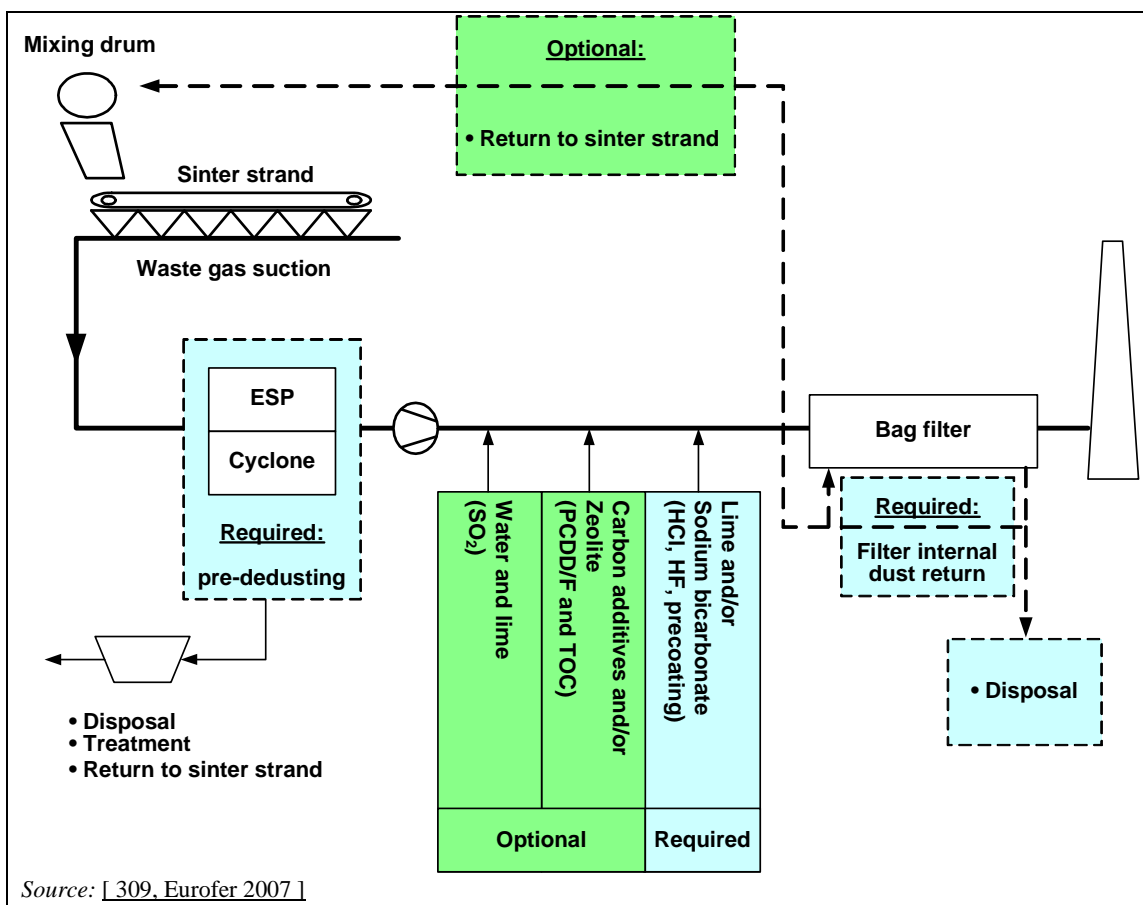 Mixing drum
Optional:
• Return to sinter strand
Sinter strand
Waste gas suction
ESP
Cyclone
Required:
pre-dedusting
• Disposal
• Treatment
• Return to sinter strand
Water and lime
(SO₂)
Carbon additives and/or
Zeolite
(PCDD/F and TOC)
Lime and/or
Sodium bicarbonate
(HCl, HF, precoating)
Optional
Required
Bag filter
Required:
Filter internal
dust return
• Disposal
Source: [ 309, Eurofer 2007 ]